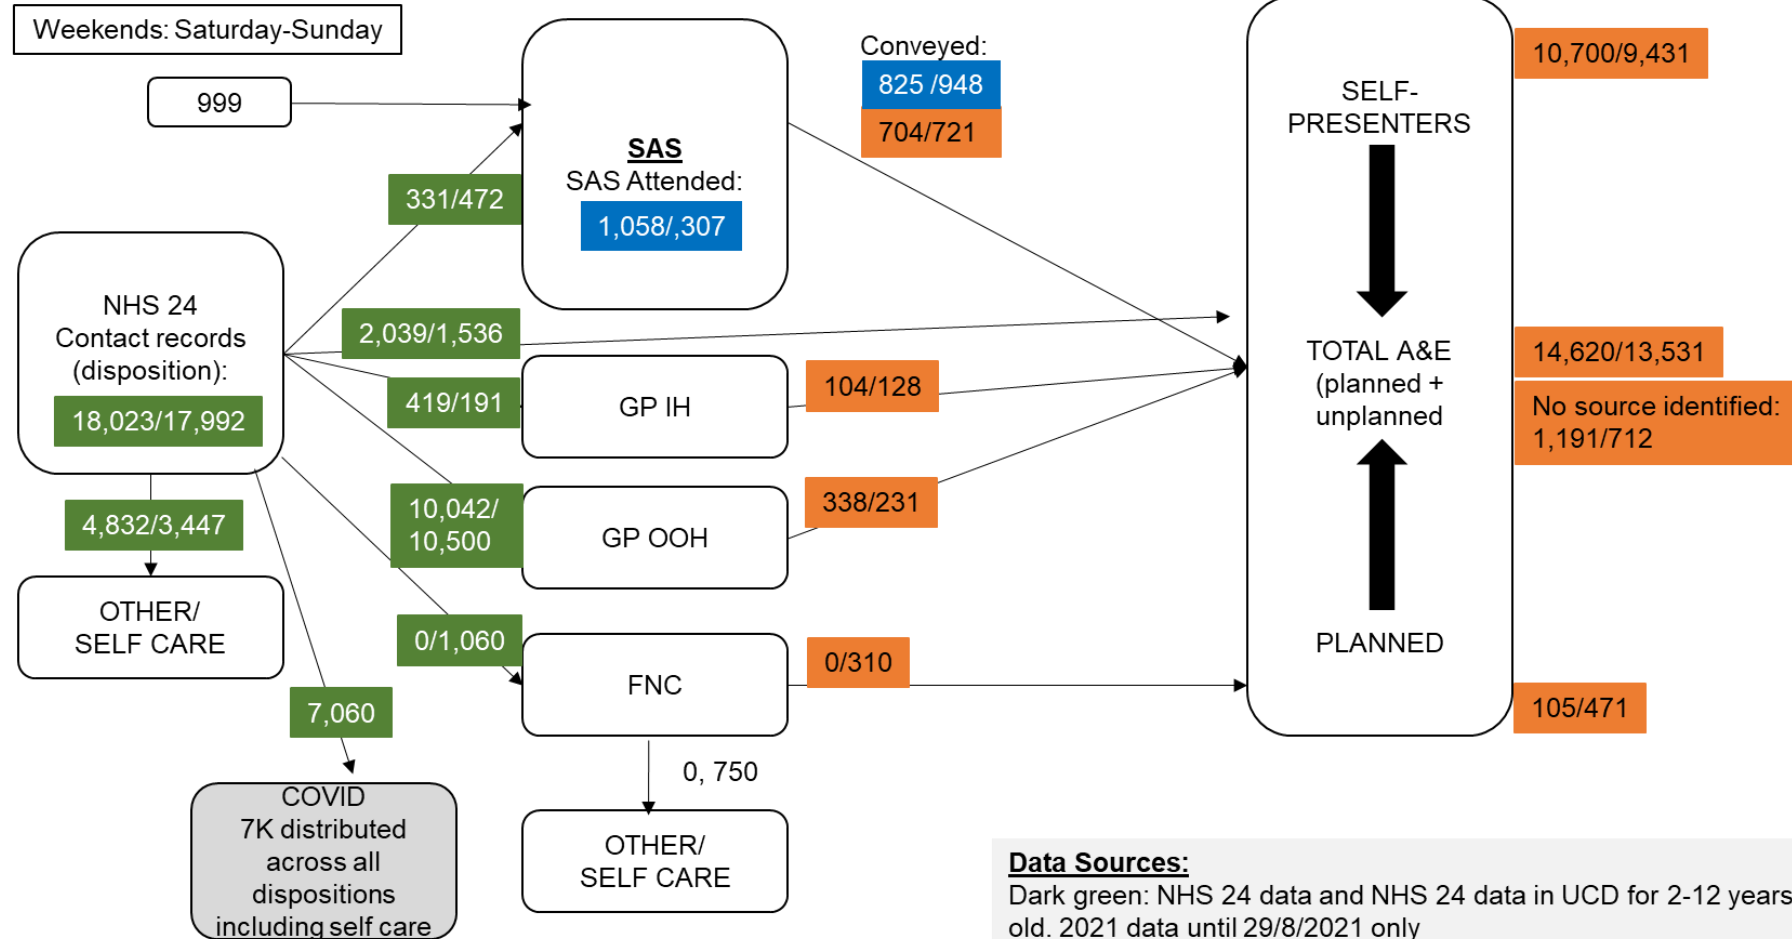 Weekends: Saturday-Sunday
999
SAS
SAS Attended:
1,058/,307
Conveyed:
825 /948
704/721
331/472
NHS 24
Contact records
(disposition):
18,023/17,992
2,039/1,536
419/191
GP IH
104/128
10,042/
10,500
GP OOH
338/231
0/1,060
FNC
0/310
4,832/3,447
OTHER/
SELF CARE
7,060
COVID
7K distributed
across all
dispositions
including self care
0, 750
OTHER/
SELF CARE
SELF-
PRESENTERS
10,700/9,431
TOTAL A&E
(planned +
unplanned
14,620/13,531
No source identified:
1,191/712
PLANNED
105/471
Data Sources:
Dark green: NHS 24 data and NHS 24 data in UCD for 2-12 years
old. 2021 data until 29/8/2021 only